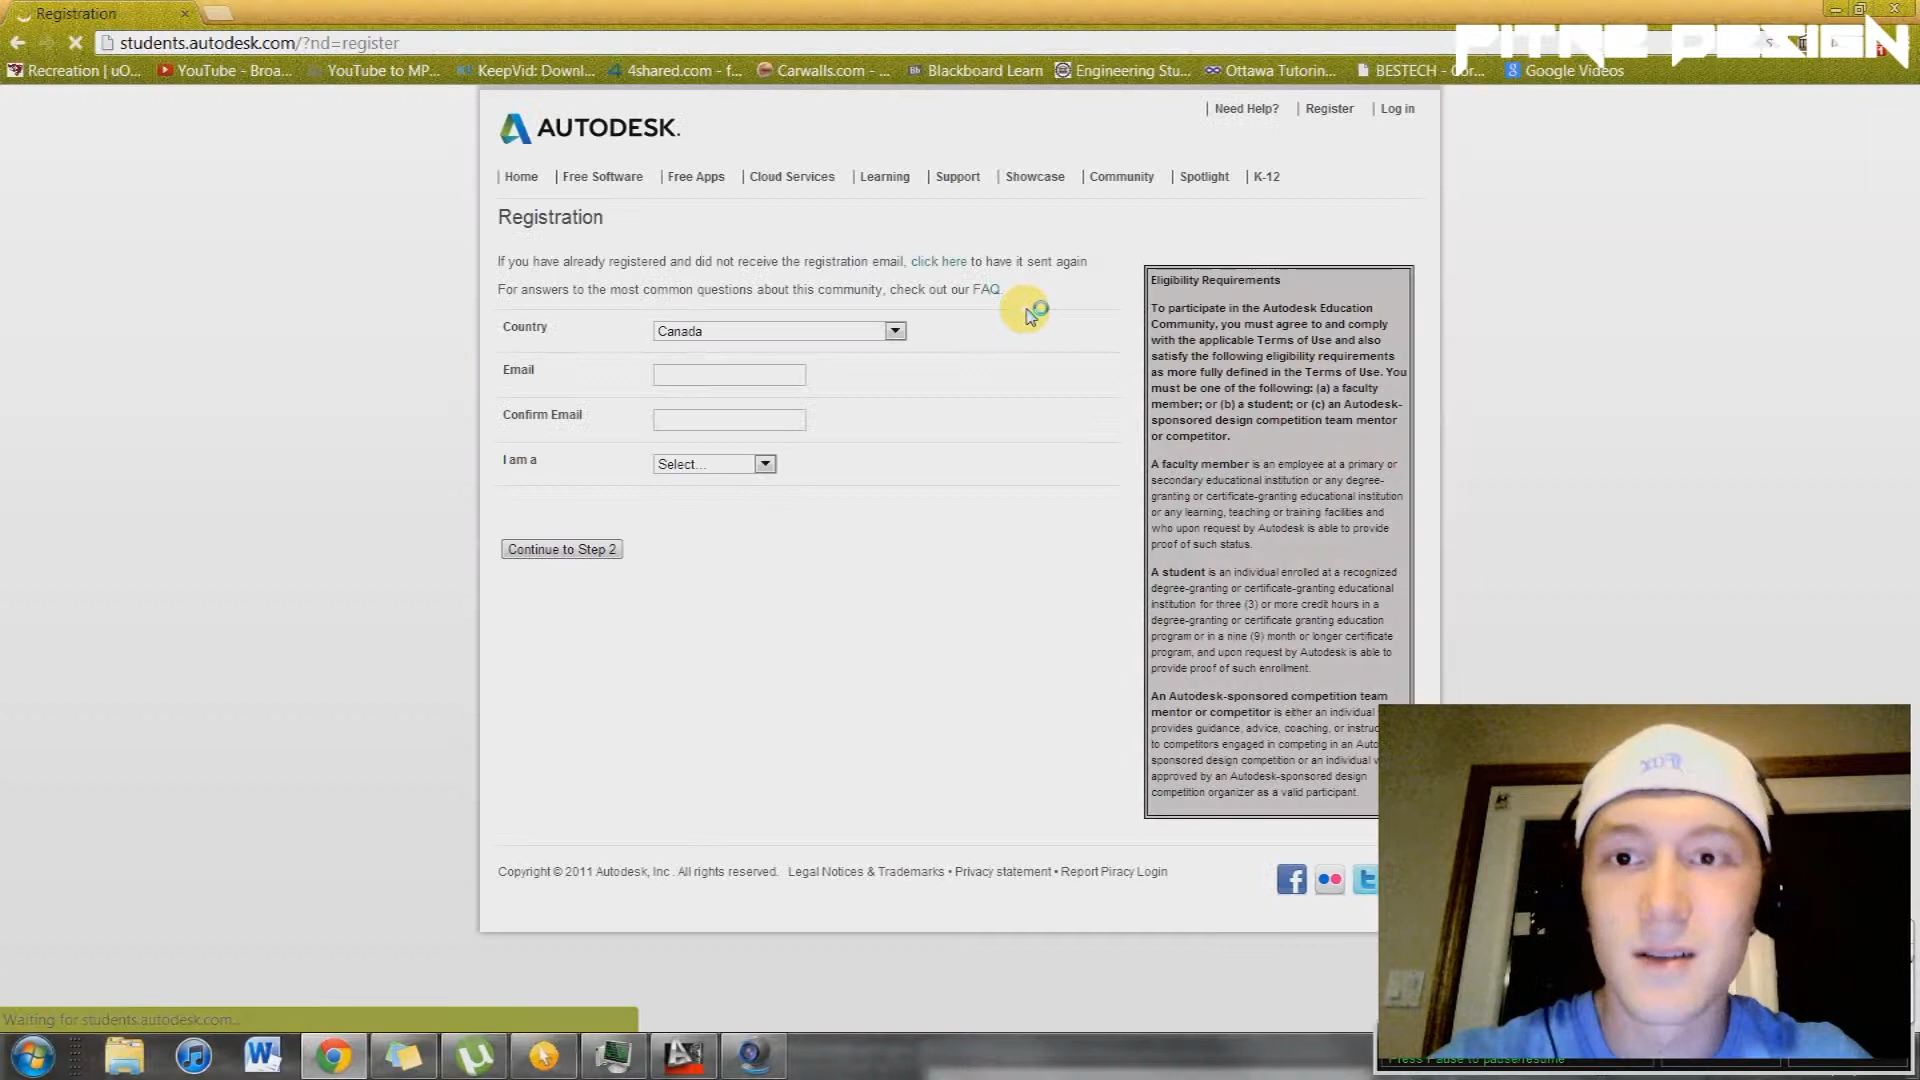 Registration
PITRE DESIGN
students.autodesk.com/?nd=register
Recreation | uO... YouTube - Broa... YouTube to MP... KeepVid: Downl... 4shared.com - f... Carwalls.com - ... Bb Blackboard Learn Engineering Stu... Ottawa Tutorin... BESTECH - Cor... Google Videos
| Need Help? | Register | Log in
AUTODESK.
| Home | Free Software | Free Apps | Cloud Services | Learning | Support | Showcase | Community | Spotlight | K-12
Registration
If you have already registered and did not receive the registration email, click here to have it sent again
For answers to the most common questions about this community, check out our FAQ.
Country
Canada
Email
Confirm Email
I am a
Select...
Continue to Step 2
Eligibility Requirements
To participate in the Autodesk Education
Community, you must agree to and comply
with the applicable Terms of Use and also
satisfy the following eligibility requirements
as more fully defined in the Terms of Use. You
must be one of the following: (a) a faculty
member; or (b) a student; or (c) an Autodesk-
sponsored design competition team mentor
or competitor.
A faculty member is an employee at a primary or
secondary educational institution or any degree-
granting or certificate-granting educational institution
or any learning, teaching or training facilities and
who upon request by Autodesk is able to provide
proof of such status.
A student is an individual enrolled at a recognized
degree-granting or certificate-granting educational
institution for three (3) or more credit hours in a
degree-granting or certificate granting education
program or in a nine (9) month or longer certificate
program, and upon request by Autodesk is able to
provide proof of such enrollment.
An Autodesk-sponsored competition team
mentor or competitor is either an individual
provides guidance, advice, coaching, or instruc
to competitors engaged in competing in an Auto
sponsored design competition or an individual w
approved by an Autodesk-sponsored design
competition organizer as a valid participant.
Copyright © 2011 Autodesk, Inc. All rights reserved. Legal Notices & Trademarks • Privacy statement • Report Piracy Login
Fox
Waiting for students.autodesk.com...
Press Pause to pause/resume